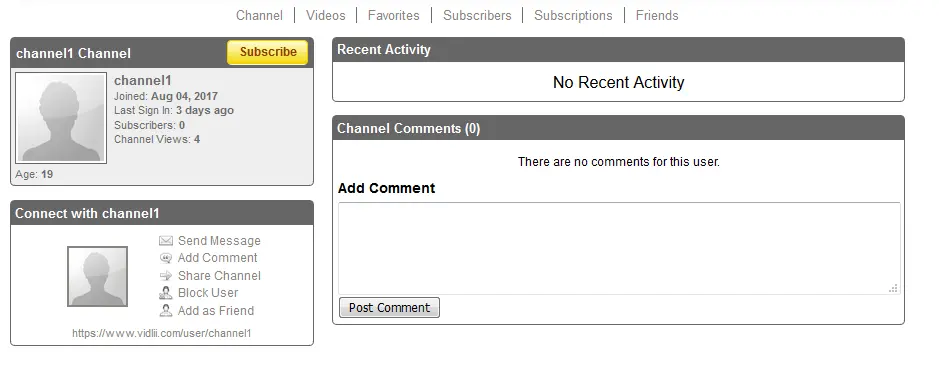 Channel | Videos | Favorites | Subscribers | Subscriptions | Friends
channel1 Channel
Subscribe
channel1
Joined: Aug 04, 2017
Last Sign In: 3 days ago
Subscribers: 0
Channel Views: 4
Age: 19
Connect with channel1
Send Message
Add Comment
Share Channel
Block User
Add as Friend
https://www.vidlii.com/user/channel1
Recent Activity
No Recent Activity
Channel Comments (0)
There are no comments for this user.
Add Comment
Post Comment